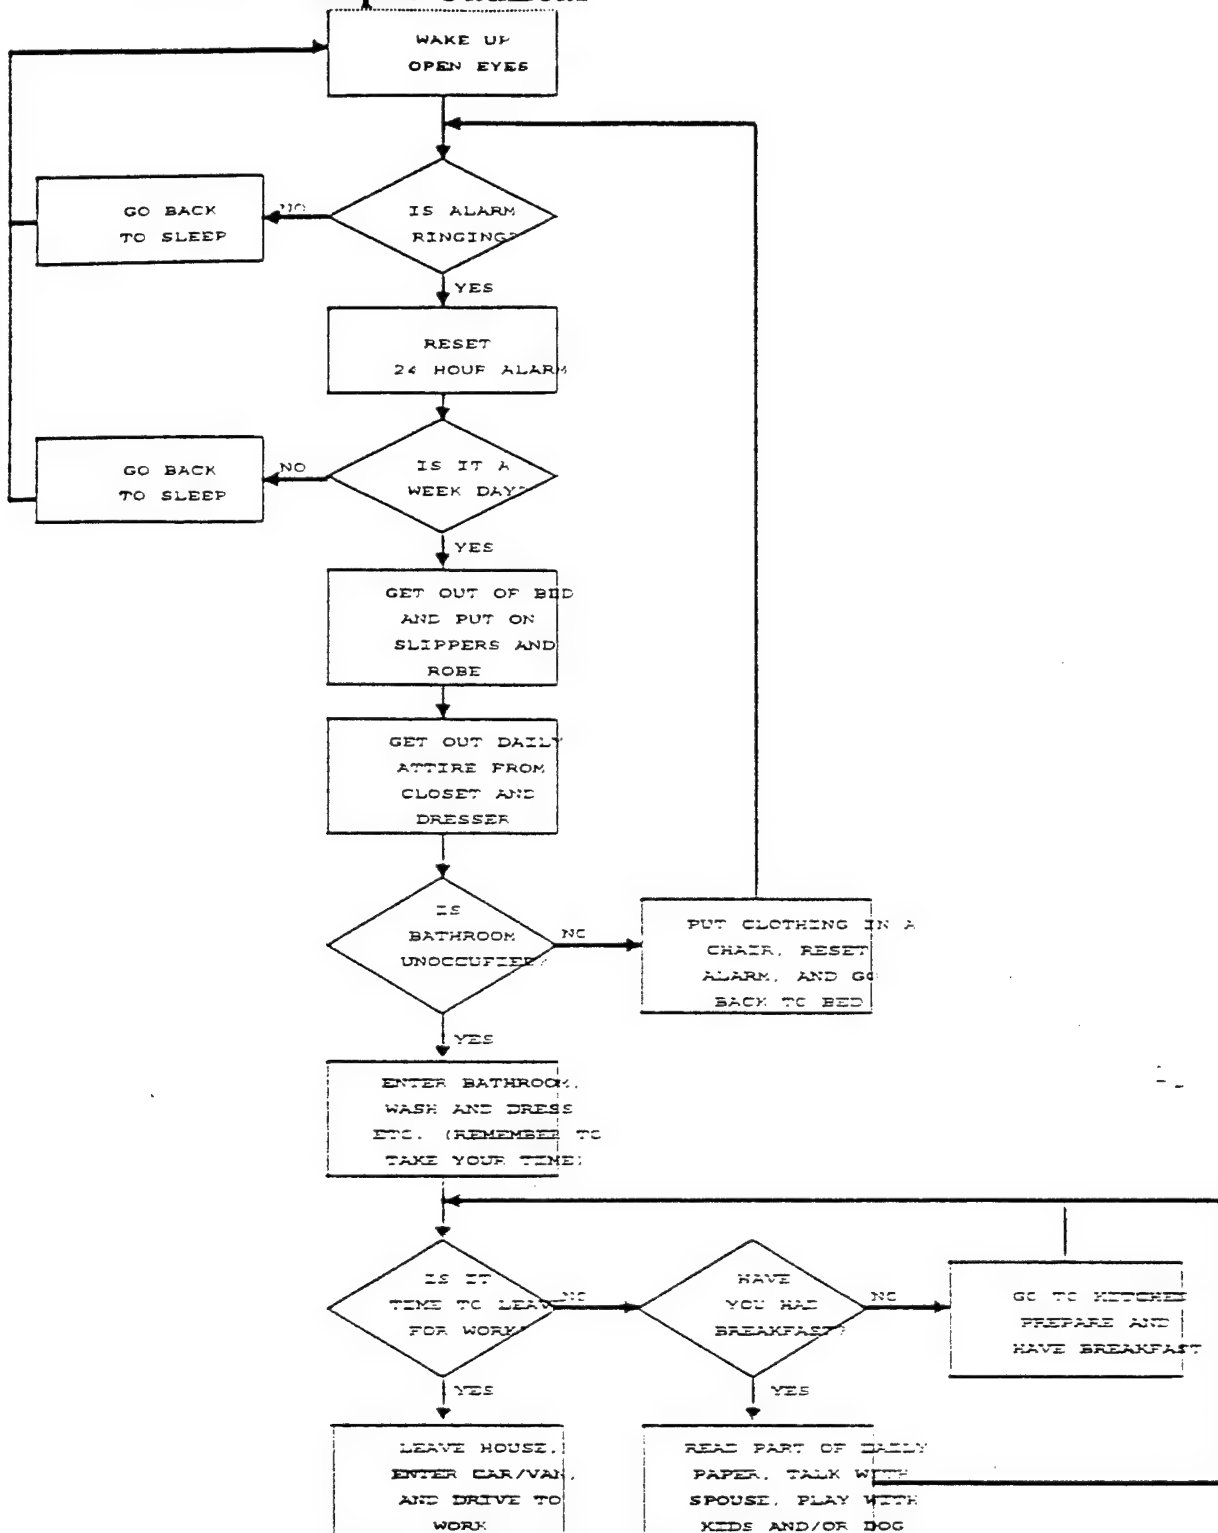 WAKE UP
OPEN EYES
GO BACK
TO SLEEP
NO
IS ALARM
RINGING?
YES
RESET
24 HOUR ALARM
GO BACK
TO SLEEP
NO
IS IT A
WEEK DAY?
YES
GET OUT OF BED
AND PUT ON
SLIPPERS AND
ROBE
GET OUT DAILY
ATTIRE FROM
CLOSET AND
DRESSER
IS
BATHROOM
UNOCCUPIED?
NO
PUT CLOTHING IN A
CHAIR, RESET
ALARM, AND GO
BACK TO BED
YES
ENTER BATHROOM,
WASH AND DRESS
ETC. (REMEMBER TO
TAKE YOUR TIME)
IS IT
TIME TO LEAVE
FOR WORK?
NO
HAVE
YOU HAD
BREAKFAST?
NO
GO TO KITCHEN
PREPARE AND
HAVE BREAKFAST
YES
YES
LEAVE HOUSE,
ENTER CAR/VAN,
AND DRIVE TO
WORK
READ PART OF DAILY
PAPER, TALK WITH
SPOUSE, PLAY WITH
KIDS AND/OR DOG